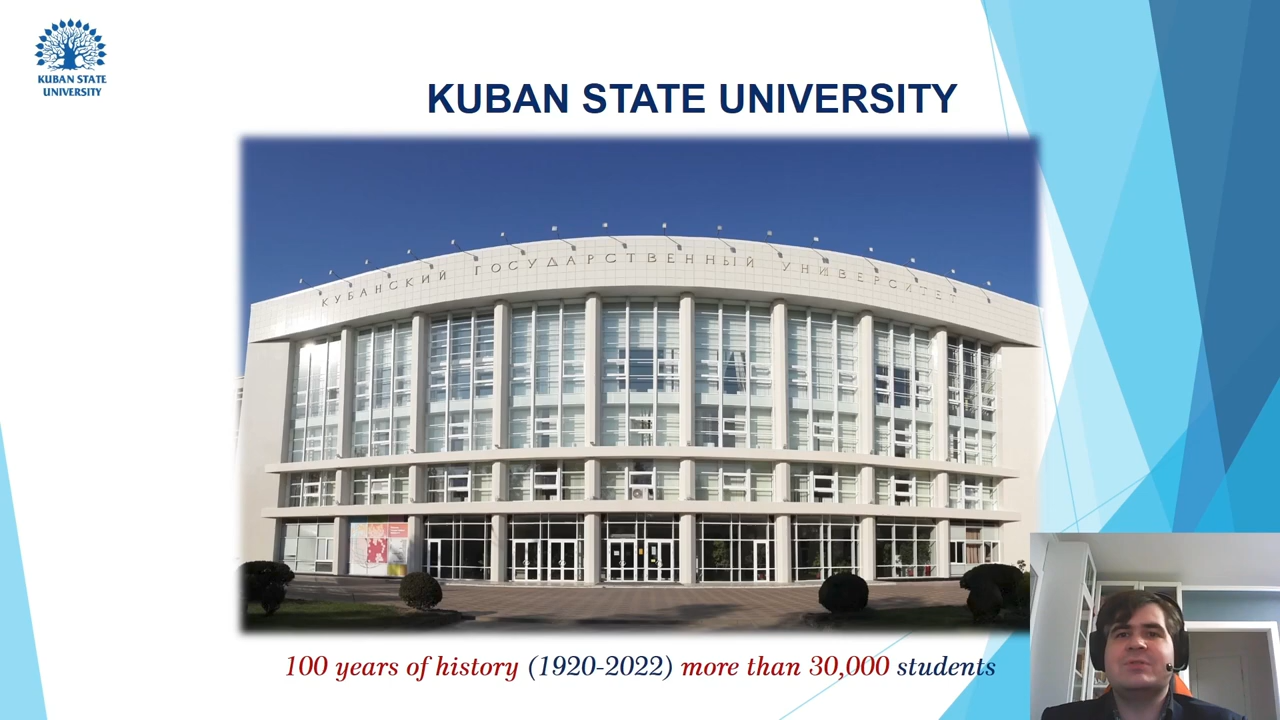 KUBAN STATE
UNIVERSITY
KUBAN STATE UNIVERSITY
КУБАНСКИЙ ГОСУДАРСТВЕННЫЙ УНИВЕРСИТЕТ
100 years of history (1920-2022) more than 30,000 students